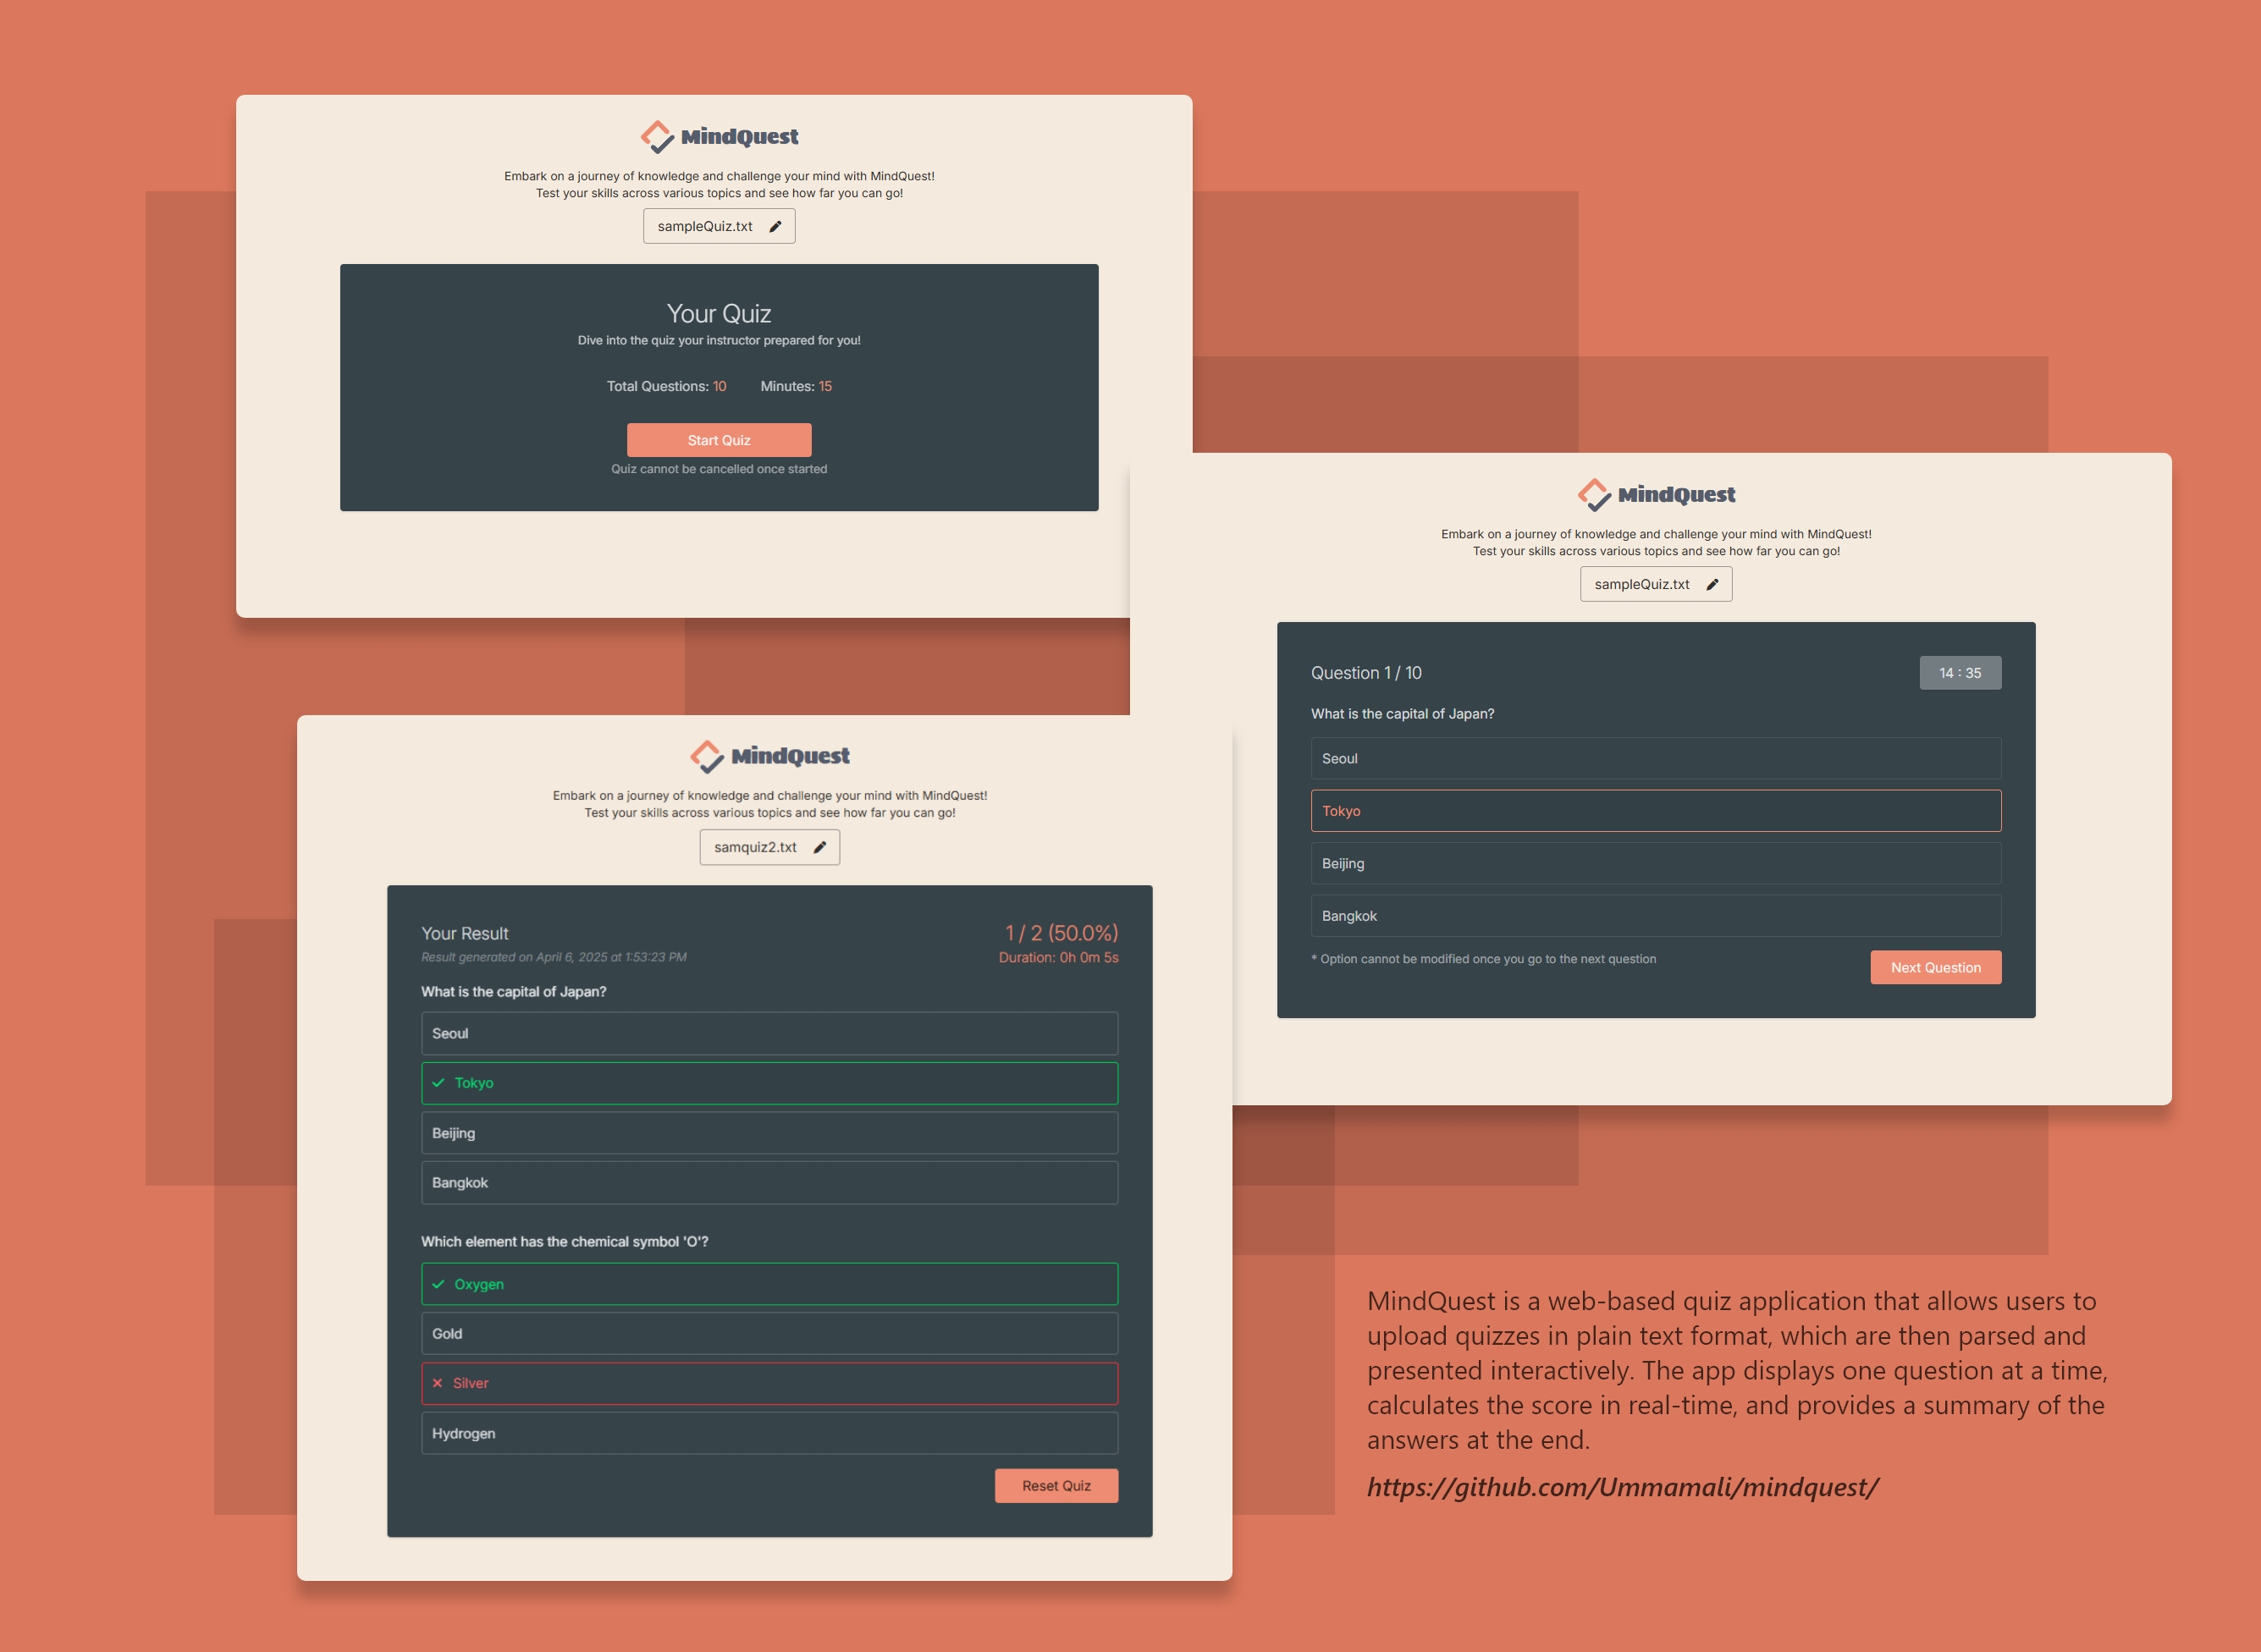 MindQuest
Embark on a journey of knowledge and challenge your mind with MindQuest!
Test your skills across various topics and see how far you can go!
sampleQuiz.txt
Your Quiz
Dive into the quiz your instructor prepared for you!
Total Questions: 10 Minutes: 15
Start Quiz
Quiz cannot be cancelled once started
MindQuest
Embark on a journey of knowledge and challenge your mind with MindQuest!
Test your skills across various topics and see how far you can go!
sampleQuiz.txt
Question 1 / 10
14 : 35
What is the capital of Japan?
Seoul
Tokyo
Beijing
Bangkok
* Option cannot be modified once you go to the next question
Next Question
MindQuest
Embark on a journey of knowledge and challenge your mind with MindQuest!
Test your skills across various topics and see how far you can go!
samquiz2.txt
Your Result
1 / 2 (50.0%)
Result generated on April 6, 2025 at 1:53:23 PM
Duration: 0h 0m 5s
What is the capital of Japan?
Seoul
Tokyo
Beijing
Bangkok
Which element has the chemical symbol 'O'?
Oxygen
Gold
Silver
Hydrogen
Reset Quiz
MindQuest is a web-based quiz application that allows users to
upload quizzes in plain text format, which are then parsed and
presented interactively. The app displays one question at a time,
calculates the score in real-time, and provides a summary of the
answers at the end.
https://github.com/Ummamali/mindquest/